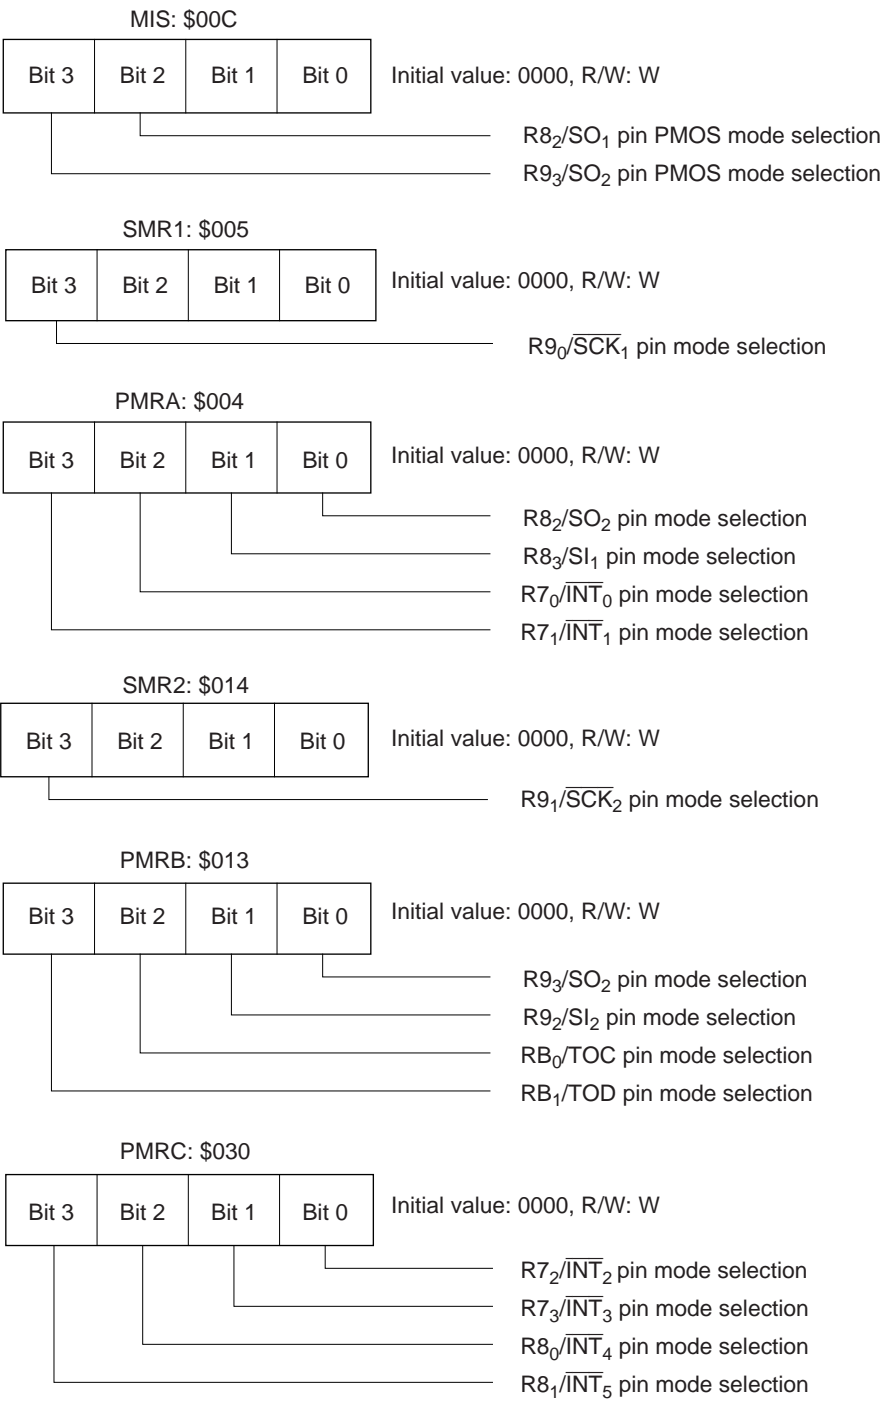 MIS: $00C
Bit 3 Bit 2 Bit 1 Bit 0 Initial value: 0000, R/W: W
R8₂/SO₁ pin PMOS mode selection
R9₃/SO₂ pin PMOS mode selection
SMR1: $005
Bit 3 Bit 2 Bit 1 Bit 0 Initial value: 0000, R/W: W
R9₀/S̅C̅K̅₁ pin mode selection
PMRA: $004
Bit 3 Bit 2 Bit 1 Bit 0 Initial value: 0000, R/W: W
R8₂/SO₂ pin mode selection
R8₃/SI₁ pin mode selection
R7₀/I̅N̅T̅₀ pin mode selection
R7₁/I̅N̅T̅₁ pin mode selection
SMR2: $014
Bit 3 Bit 2 Bit 1 Bit 0 Initial value: 0000, R/W: W
R9₁/S̅C̅K̅₂ pin mode selection
PMRB: $013
Bit 3 Bit 2 Bit 1 Bit 0 Initial value: 0000, R/W: W
R9₃/SO₂ pin mode selection
R9₂/SI₂ pin mode selection
RB₀/TOC pin mode selection
RB₁/TOD pin mode selection
PMRC: $030
Bit 3 Bit 2 Bit 1 Bit 0 Initial value: 0000, R/W: W
R7₂/I̅N̅T̅₂ pin mode selection
R7₃/I̅N̅T̅₃ pin mode selection
R8₀/I̅N̅T̅₄ pin mode selection
R8₁/I̅N̅T̅₅ pin mode selection